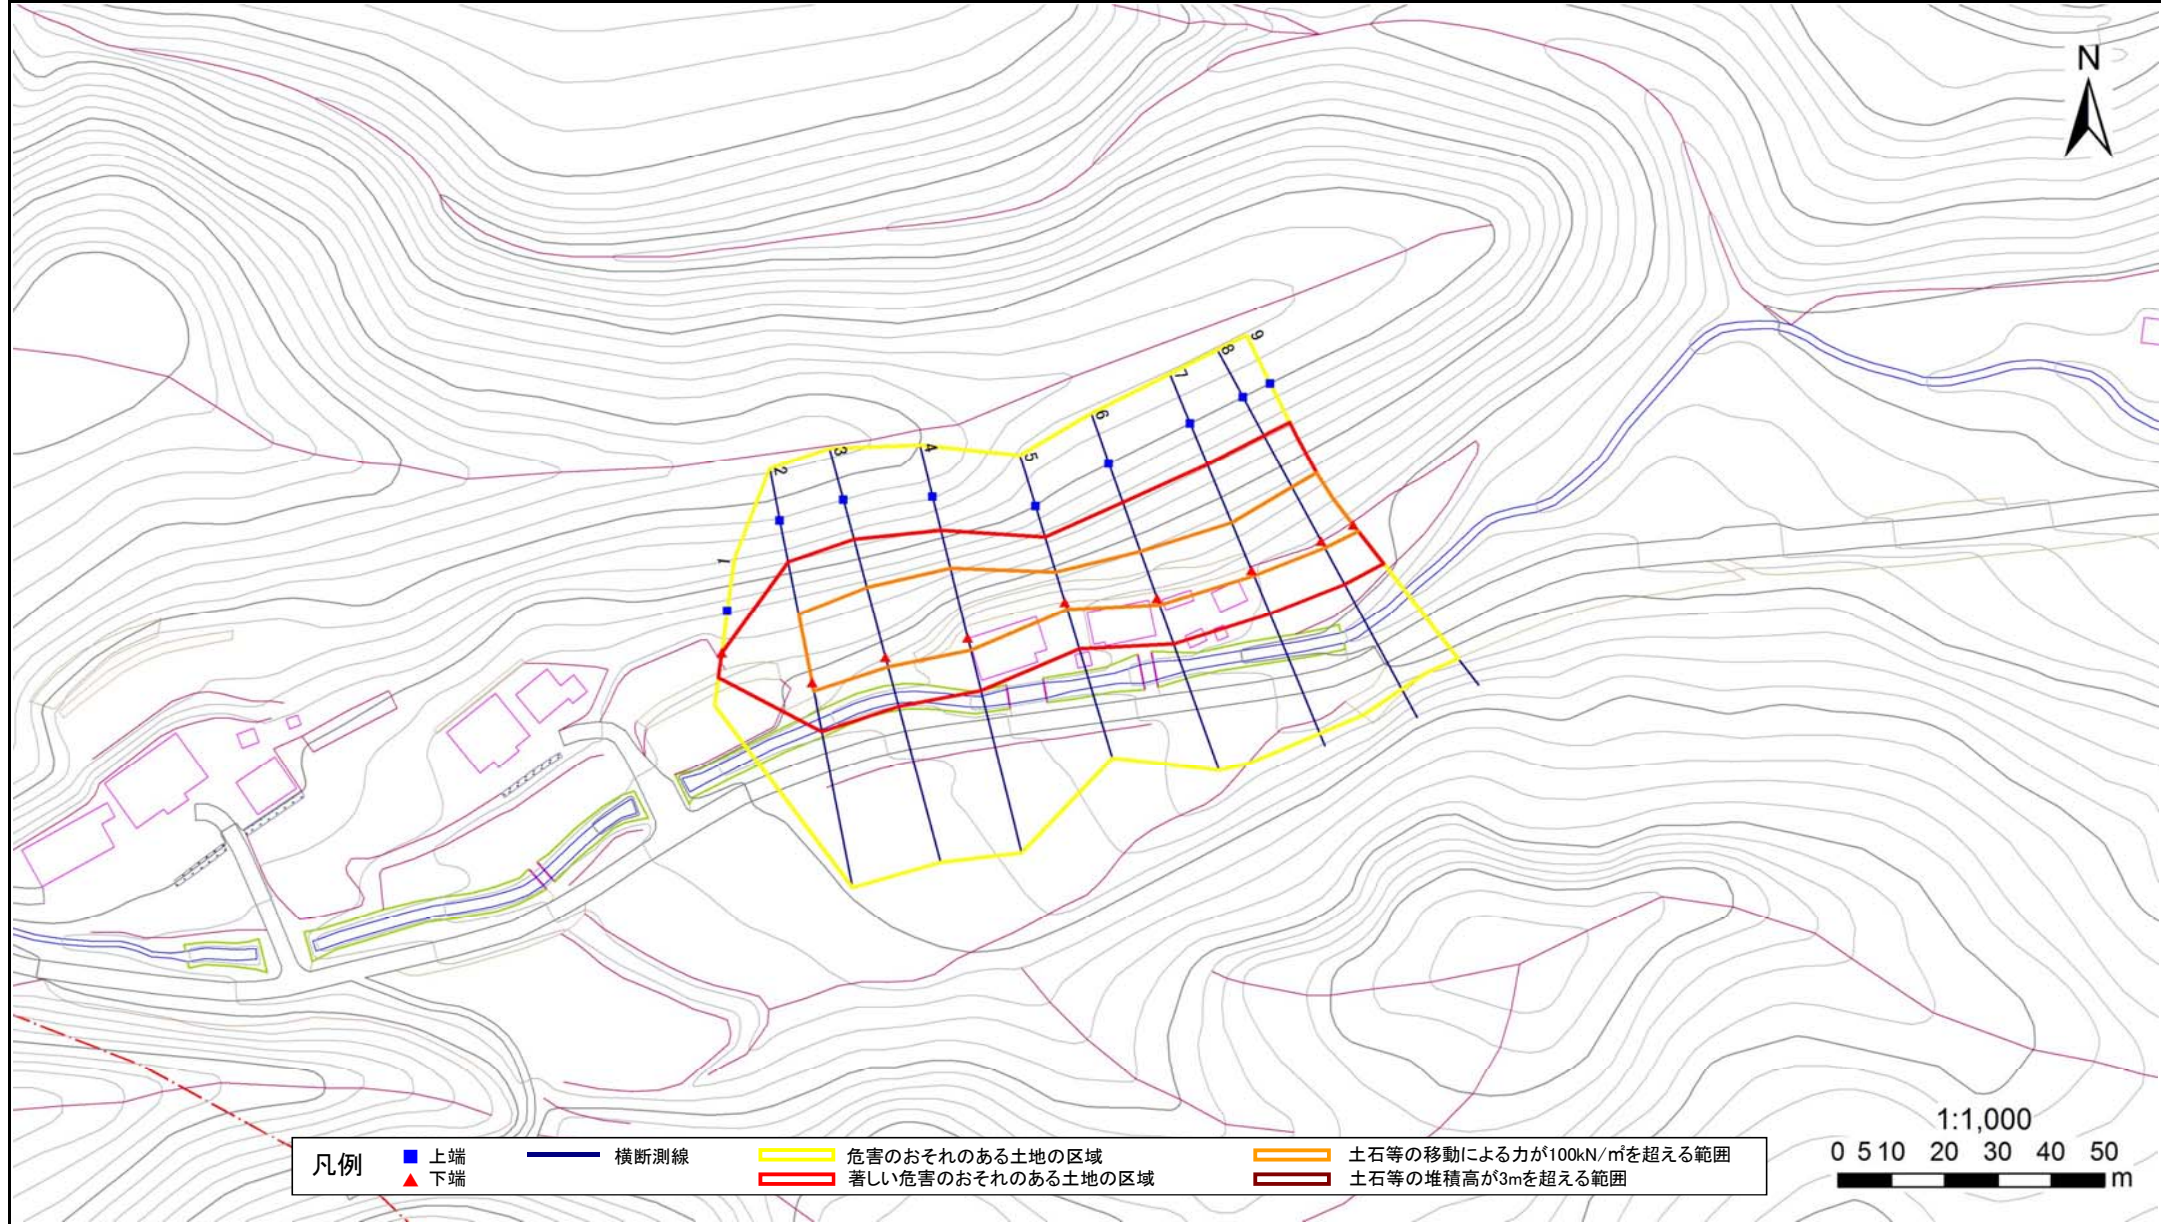 N
9
8
7
6
5
4
3
2
1
1:1,000
0 5 10 20 30 40 50
m
凡例
上端
横断測線
危害のおそれのある土地の区域
土石等の移動による力が100kN/㎡を超える範囲
下端
著しい危害のおそれのある土地の区域
土石等の堆積高が3mを超える範囲